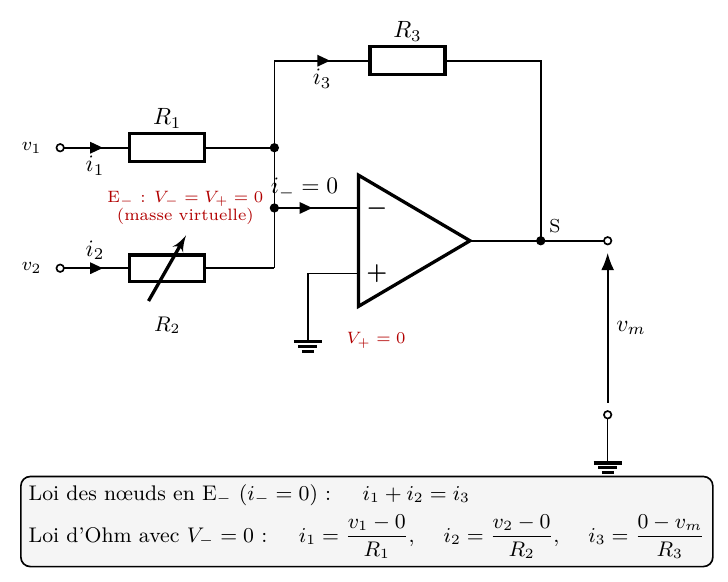 R₃
i₃
R₁
v₁
i₁
i₋ = 0
E₋ : V₋ = V₊ = 0
(masse virtuelle)
−
S
i₂
v₂
+
R₂
V₊ = 0
vₘ
Loi des nœuds en E₋ (i₋ = 0) : i₁ + i₂ = i₃
Loi d'Ohm avec V₋ = 0 : i₁ = (v₁ − 0)/R₁, i₂ = (v₂ − 0)/R₂, i₃ = (0 − vₘ)/R₃